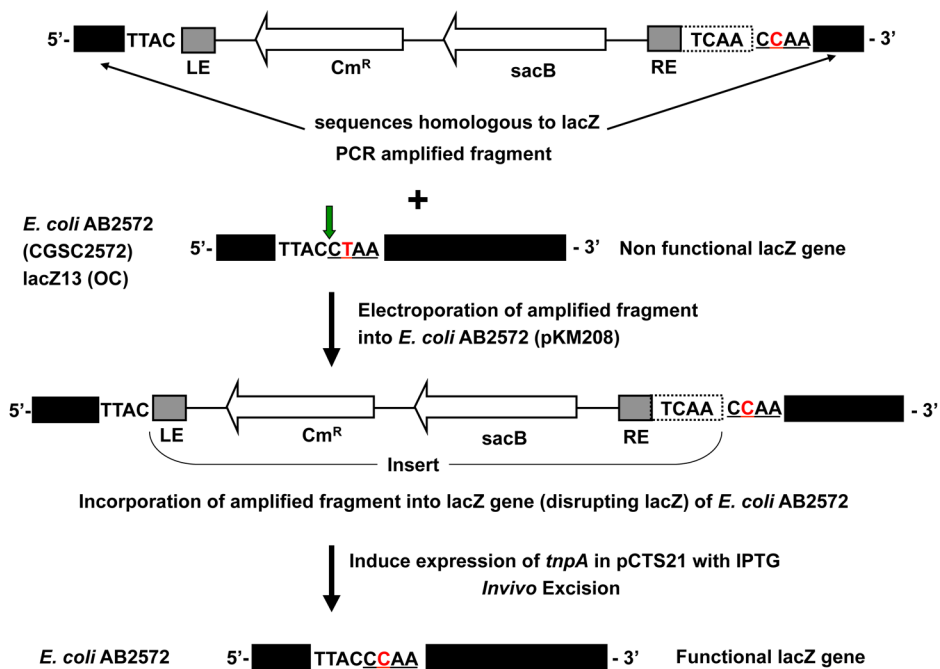 5'- TTAC TCAA CCAA - 3'
LE CmR sacB RE
sequences homologous to lacZ
PCR amplified fragment
+
E. coli AB2572
(CGSC2572)
lacZ13 (OC)
5'- TTACCTAA - 3' Non functional lacZ gene
Electroporation of amplified fragment
into E. coli AB2572 (pKM208)
5'- TTAC TCAA CCAA - 3'
LE CmR sacB RE
Insert
Incorporation of amplified fragment into lacZ gene (disrupting lacZ) of E. coli AB2572
Induce expression of tnpA in pCTS21 with IPTG
Invivo Excision
E. coli AB2572 5'- TTACCCAA - 3' Functional lacZ gene